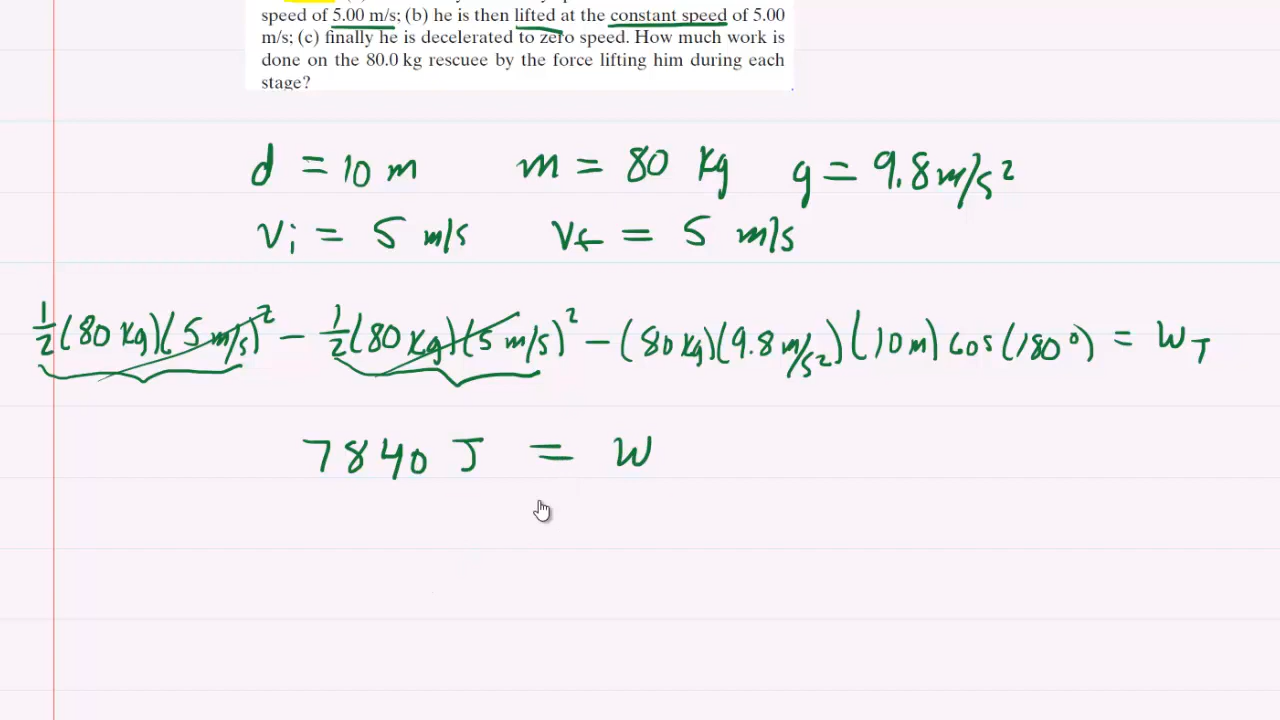 speed of 5.00 m/s; (b) he is then lifted at the constant speed of 5.00
m/s; (c) finally he is decelerated to zero speed. How much work is
done on the 80.0 kg rescuee by the force lifting him during each
stage?
d = 10 m m = 80 kg g = 9.8 m/s²
vi = 5 m/s vf = 5 m/s
½(80 kg)(5 m/s)² − ½(80 kg)(5 m/s)² − (80 kg)(9.8 m/s²)(10 m) cos(180°) = WT
7840 J = W